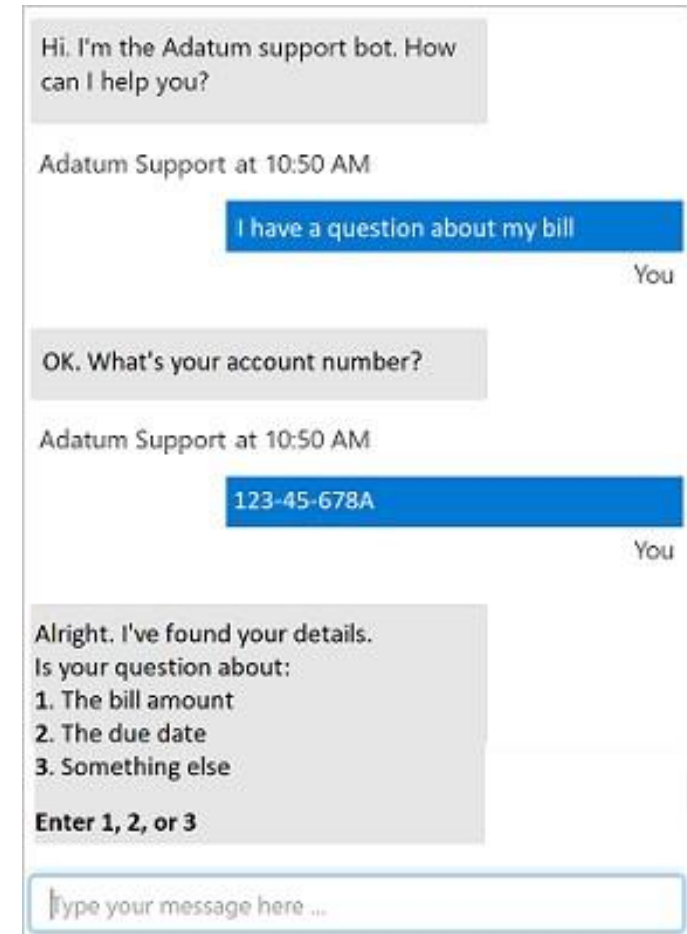 Hi. I'm the Adatum support bot. How
can I help you?
Adatum Support at 10:50 AM
I have a question about my bill
You
OK. What's your account number?
Adatum Support at 10:50 AM
123-45-678A
You
Alright. I've found your details.
Is your question about:
1. The bill amount
2. The due date
3. Something else
Enter 1, 2, or 3
Type your message here ...